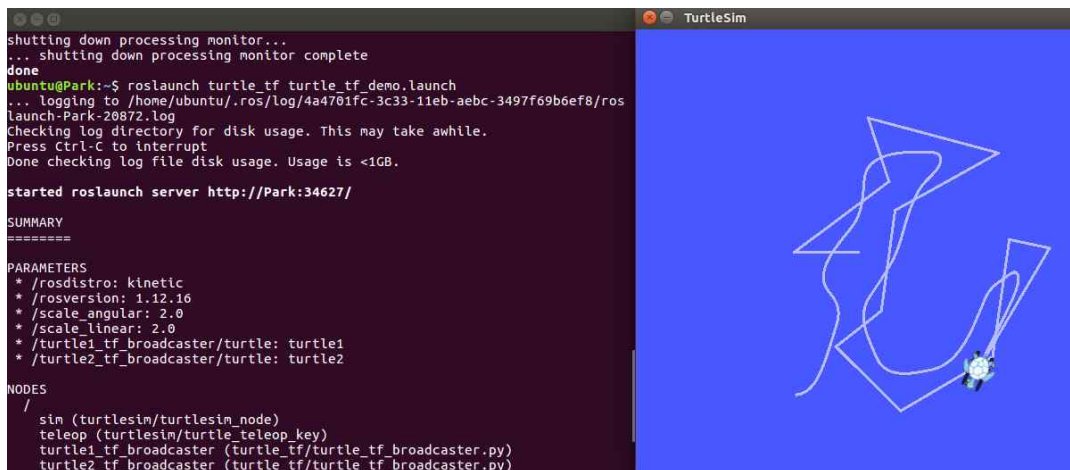 shutting down processing monitor...
... shutting down processing monitor complete
done
ubuntu@Park:~$ roslaunch turtle_tf turtle_tf_demo.launch
... logging to /home/ubuntu/.ros/log/4a4701fc-3c33-11eb-aebc-3497f69b6ef8/ros
launch-Park-20872.log
Checking log directory for disk usage. This may take awhile.
Press Ctrl-C to interrupt
Done checking log file disk usage. Usage is <1GB.
started roslaunch server http://Park:34627/
SUMMARY
========
PARAMETERS
* /rosdistro: kinetic
* /rosversion: 1.12.16
* /scale_angular: 2.0
* /scale_linear: 2.0
* /turtle1_tf_broadcaster/turtle: turtle1
* /turtle2_tf_broadcaster/turtle: turtle2
NODES
/
sim (turtlesim/turtlesim_node)
teleop (turtlesim/turtle_teleop_key)
turtle1_tf_broadcaster (turtle_tf/turtle_tf_broadcaster.py)
turtle2_tf_broadcaster (turtle_tf/turtle_tf_broadcaster.py)
TurtleSim